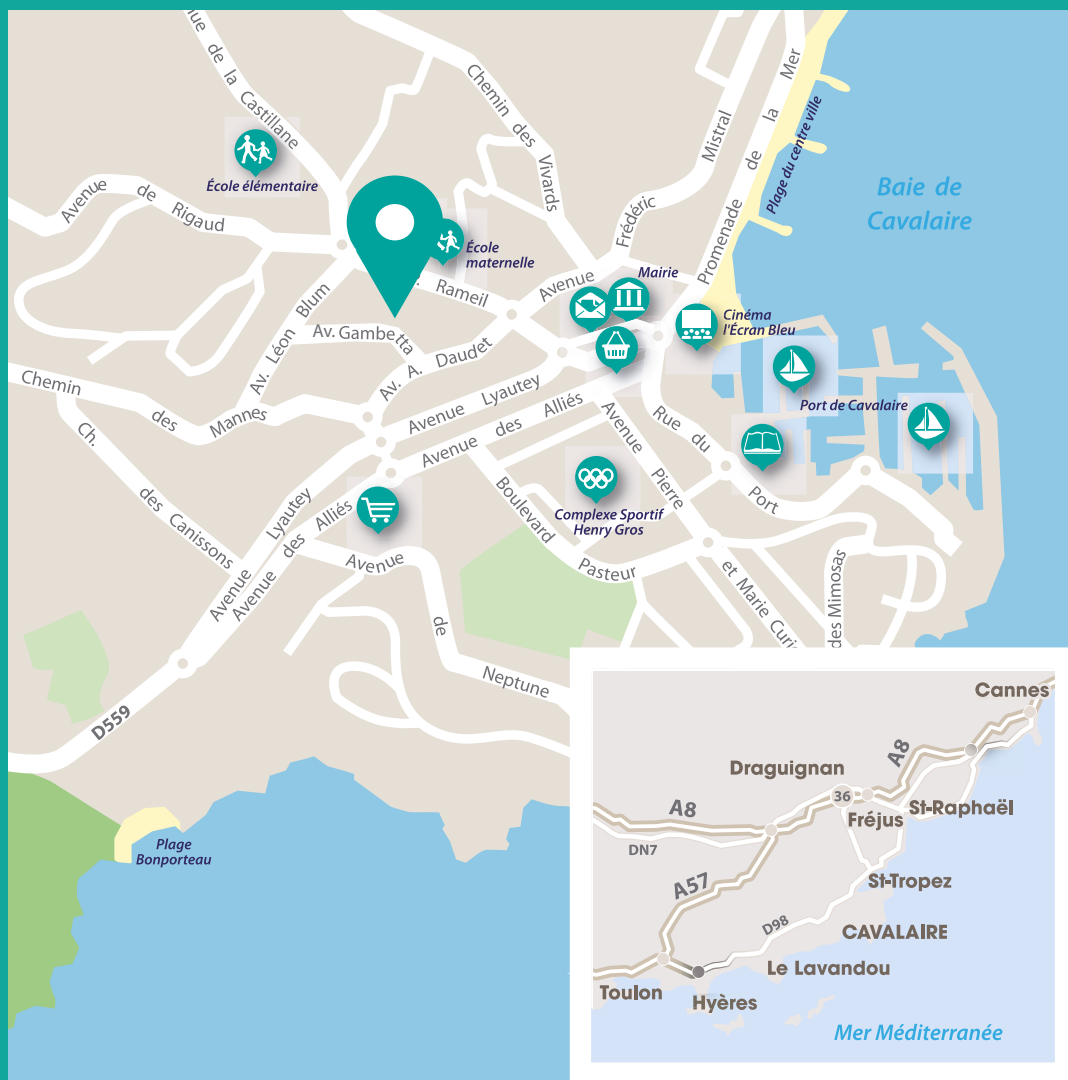 ue de la Castillane
Chemin des Vivards
Promenade de la Mer
Frédéric Mistral
Plage du centre ville
Baie de
Cavalaire
École élémentaire
Avenue de Rigaud
École
maternelle
Rameil
Avenue
Mairie
Cinéma
l'Écran Bleu
Av. Léon Blum
Av. Gambetta
Av. A. Daudet
Chemin des Mannes
Avenue Lyautey
Avenue des Alliés
Port de Cavalaire
Rue du Port
Avenue Pierre et Marie Curi
Ch. des Canissons
Boulevard Pasteur
Complexe Sportif
Henry Gros
Avenue Lyautey
Avenue des Alliés
Avenue de Neptune
des Mimosas
D559
Plage
Bonporteau
Cannes
A8
Draguignan
36
A8
St-Raphaël
Fréjus
DN7
A57
St-Tropez
D98
CAVALAIRE
Le Lavandou
Toulon
Hyères
Mer Méditerranée